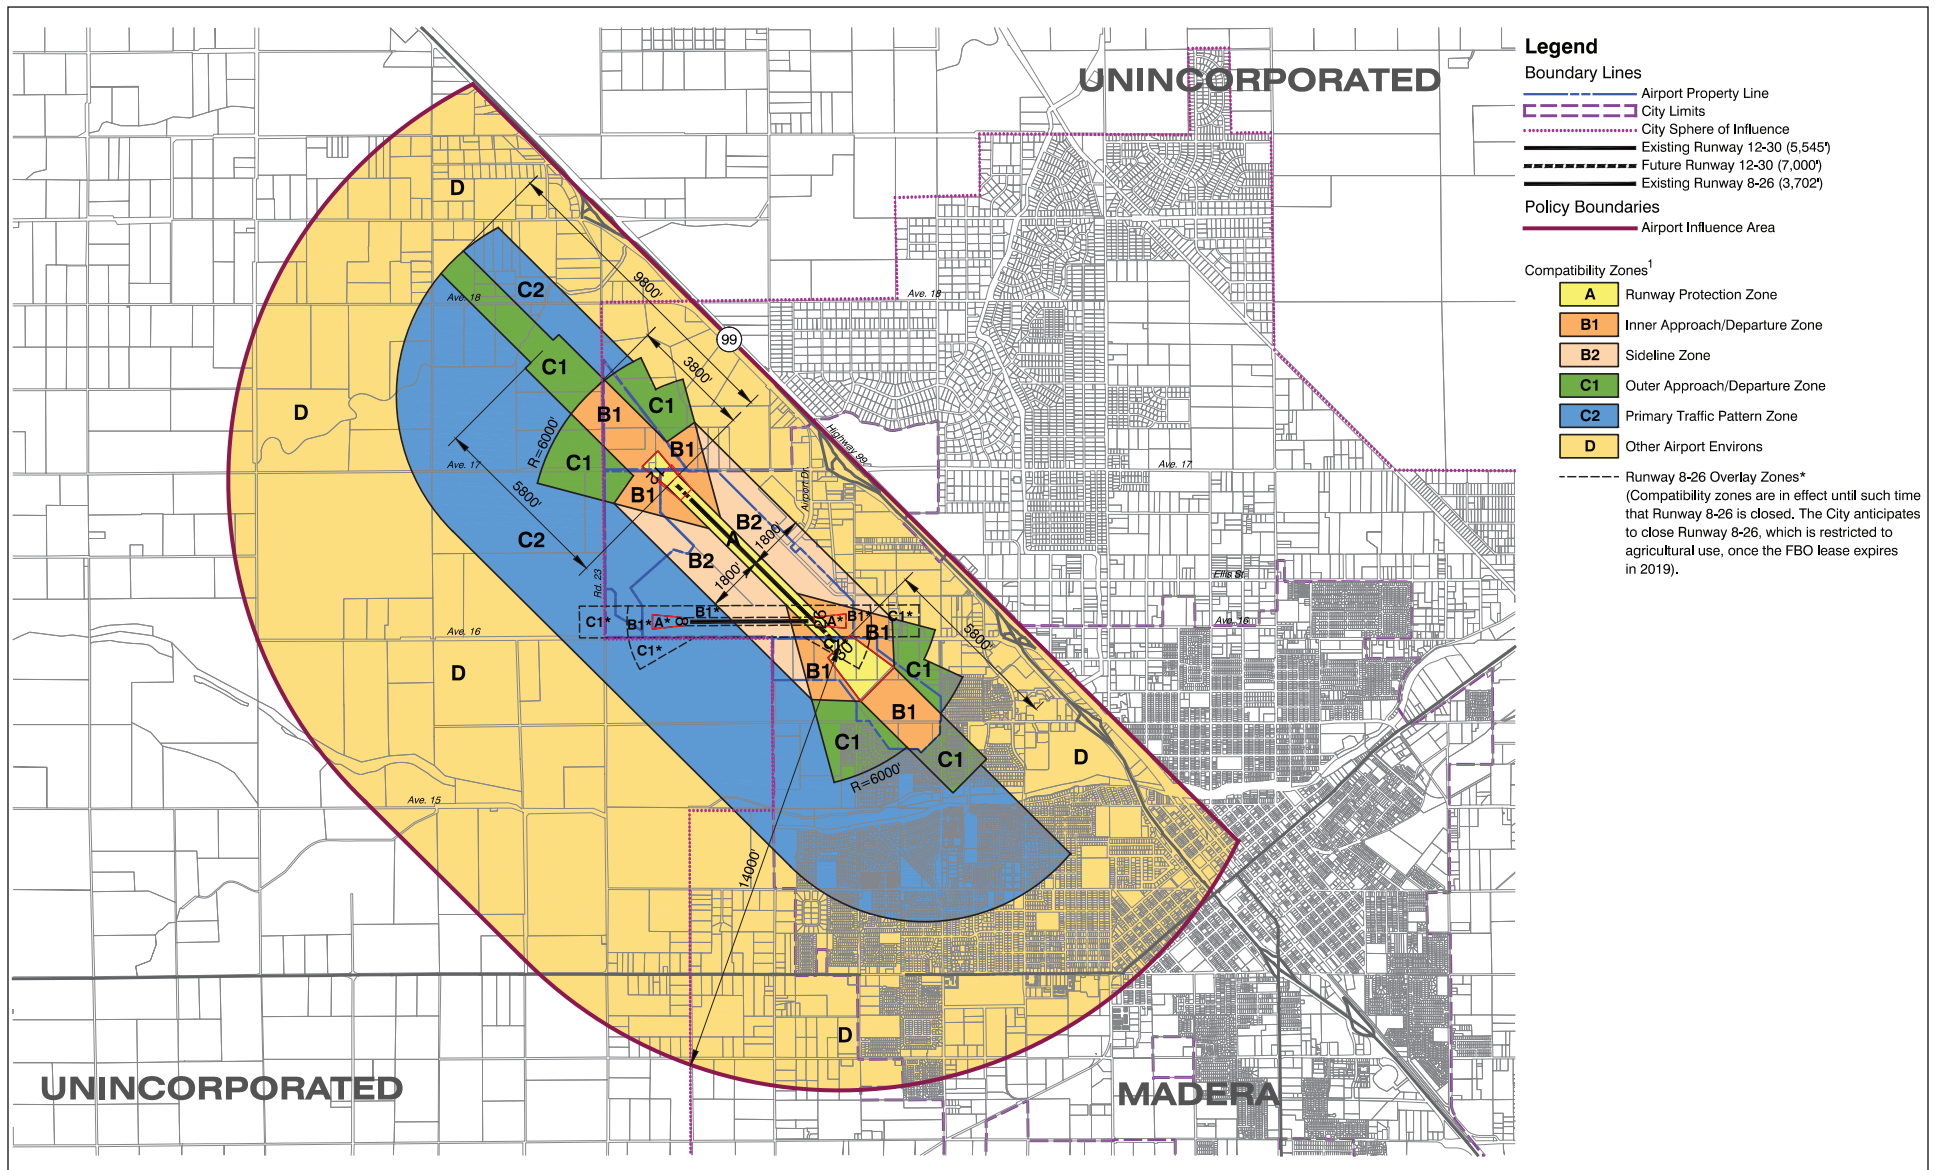 UNINCORPORATED
D
9800'
C2
Ave. 18
Ave. 18
99
3800'
C1
C1
B1
D
Highway 99
B1
R=6000'
C1
Ave. 17
Ave. 17
12
Airport Dr.
B1
5800'
B2
A
1800'
C2
B2
1800'
Rd. 23
Ellis St.
B1*
C1*
B1*
A*
8
26
A*
B1*
C1*
Ave. 16
Ave. 16
B1
5800'
C1*
30
D
B1
C1
B1
C1
C1
D
R=6000'
Ave. 15
14000'
D
UNINCORPORATED
MADERA
Legend
Boundary Lines
Airport Property Line
City Limits
City Sphere of Influence
Existing Runway 12-30 (5,545')
Future Runway 12-30 (7,000')
Existing Runway 8-26 (3,702')
Policy Boundaries
Airport Influence Area
Compatibility Zones1
A Runway Protection Zone
B1 Inner Approach/Departure Zone
B2 Sideline Zone
C1 Outer Approach/Departure Zone
C2 Primary Traffic Pattern Zone
D Other Airport Environs
Runway 8-26 Overlay Zones*
(Compatibility zones are in effect until such time
that Runway 8-26 is closed. The City anticipates
to close Runway 8-26, which is restricted to
agricultural use, once the FBO lease expires
in 2019).